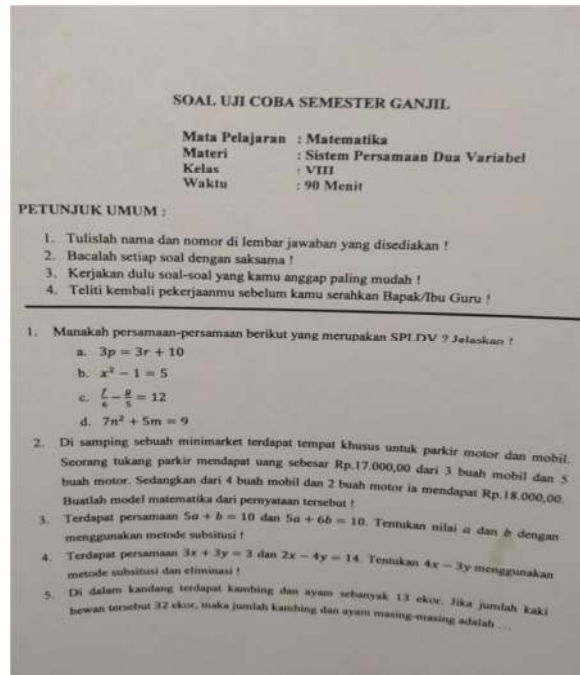 SOAL UJI COBA SEMESTER GANJIL
Mata Pelajaran : Matematika
Materi : Sistem Persamaan Dua Variabel
Kelas : VIII
Waktu : 90 Menit
PETUNJUK UMUM :
1. Tulislah nama dan nomor di lembar jawaban yang disediakan !
2. Bacalah setiap soal dengan saksama !
3. Kerjakan dulu soal-soal yang kamu anggap paling mudah !
4. Teliti kembali pekerjaanmu sebelum kamu serahkan Bapak/Ibu Guru !
1. Manakah persamaan-persamaan berikut yang merupakan SPLDV ? Jelaskan !
a. 3p = 3r + 10
b. x² − 1 = 5
c. f/6 − g/5 = 12
d. 7n² + 5m = 9
2. Di samping sebuah minimarket terdapat tempat khusus untuk parkir motor dan mobil.
Seorang tukang parkir mendapat uang sebesar Rp.17.000,00 dari 3 buah mobil dan 5
buah motor. Sedangkan dari 4 buah mobil dan 2 buah motor ia mendapat Rp.18.000,00.
Buatlah model matematika dari pernyataan tersebut !
3. Terdapat persamaan 5a + b = 10 dan 5a + 6b = 10. Tentukan nilai a dan b dengan
menggunakan metode subsitusi !
4. Terdapat persamaan 3x + 3y = 3 dan 2x − 4y = 14. Tentukan 4x − 3y menggunakan
metode subsitusi dan eliminasi !
5. Di dalam kandang terdapat kambing dan ayam sebanyak 13 ekor. Jika jumlah kaki
hewan tersebut 32 ekor, maka jumlah kambing dan ayam masing-masing adalah ...